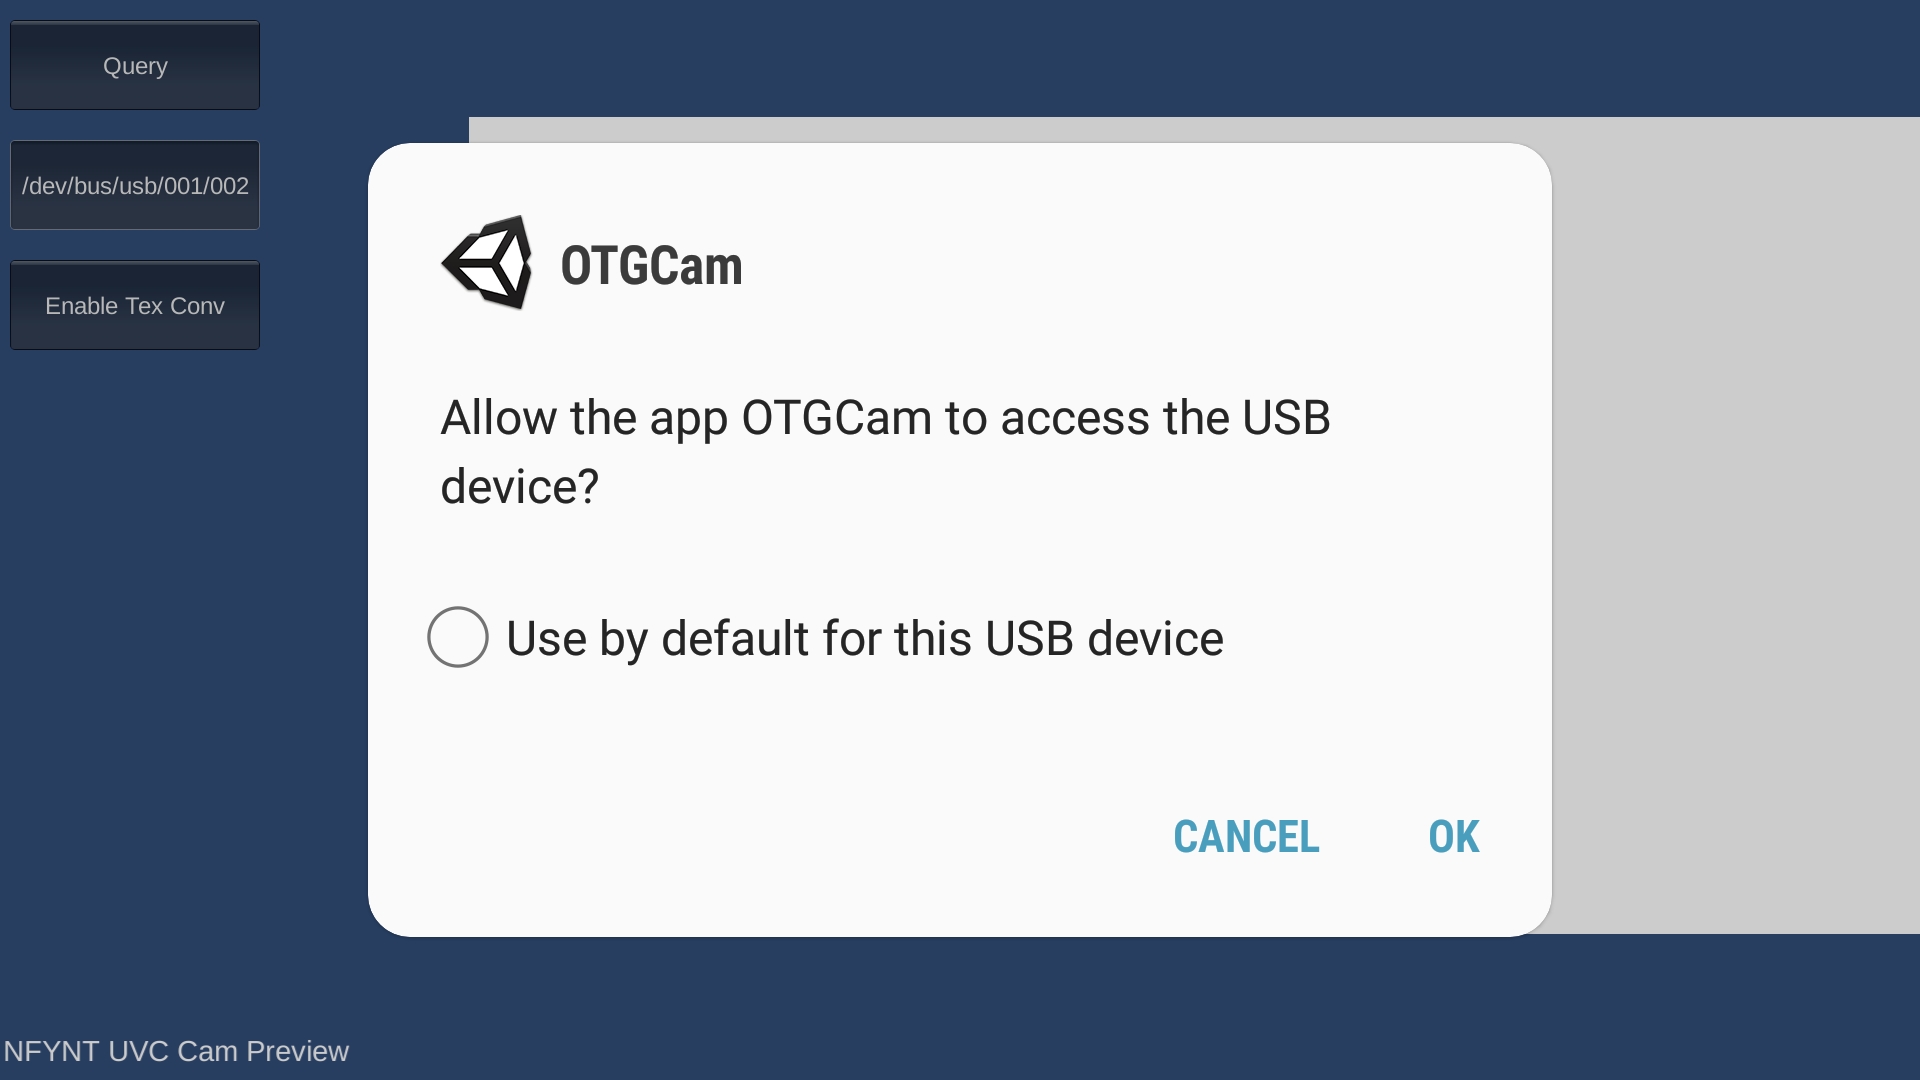 Query
/dev/bus/usb/001/002
Enable Tex Conv
OTGCam
Allow the app OTGCam to access the USB
device?
Use by default for this USB device
CANCEL OK
NFYNT UVC Cam Preview